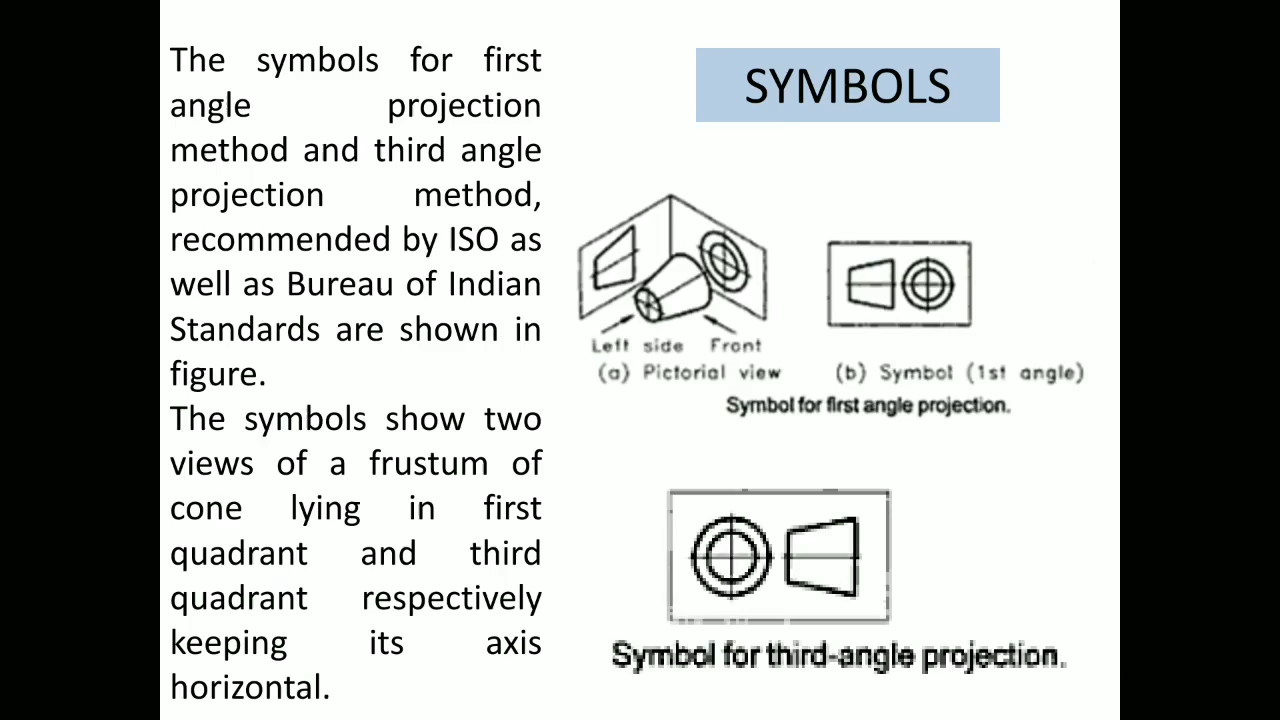 The symbols for first
angle projection
method and third angle
projection method,
recommended by ISO as
well as Bureau of Indian
Standards are shown in
figure.
The symbols show two
views of a frustum of
cone lying in first
quadrant and third
quadrant respectively
keeping its axis
horizontal.
SYMBOLS
Left side Front
(a) Pictorial view
(b) Symbol (1st angle)
Symbol for first angle projection.
Symbol for third-angle projection.